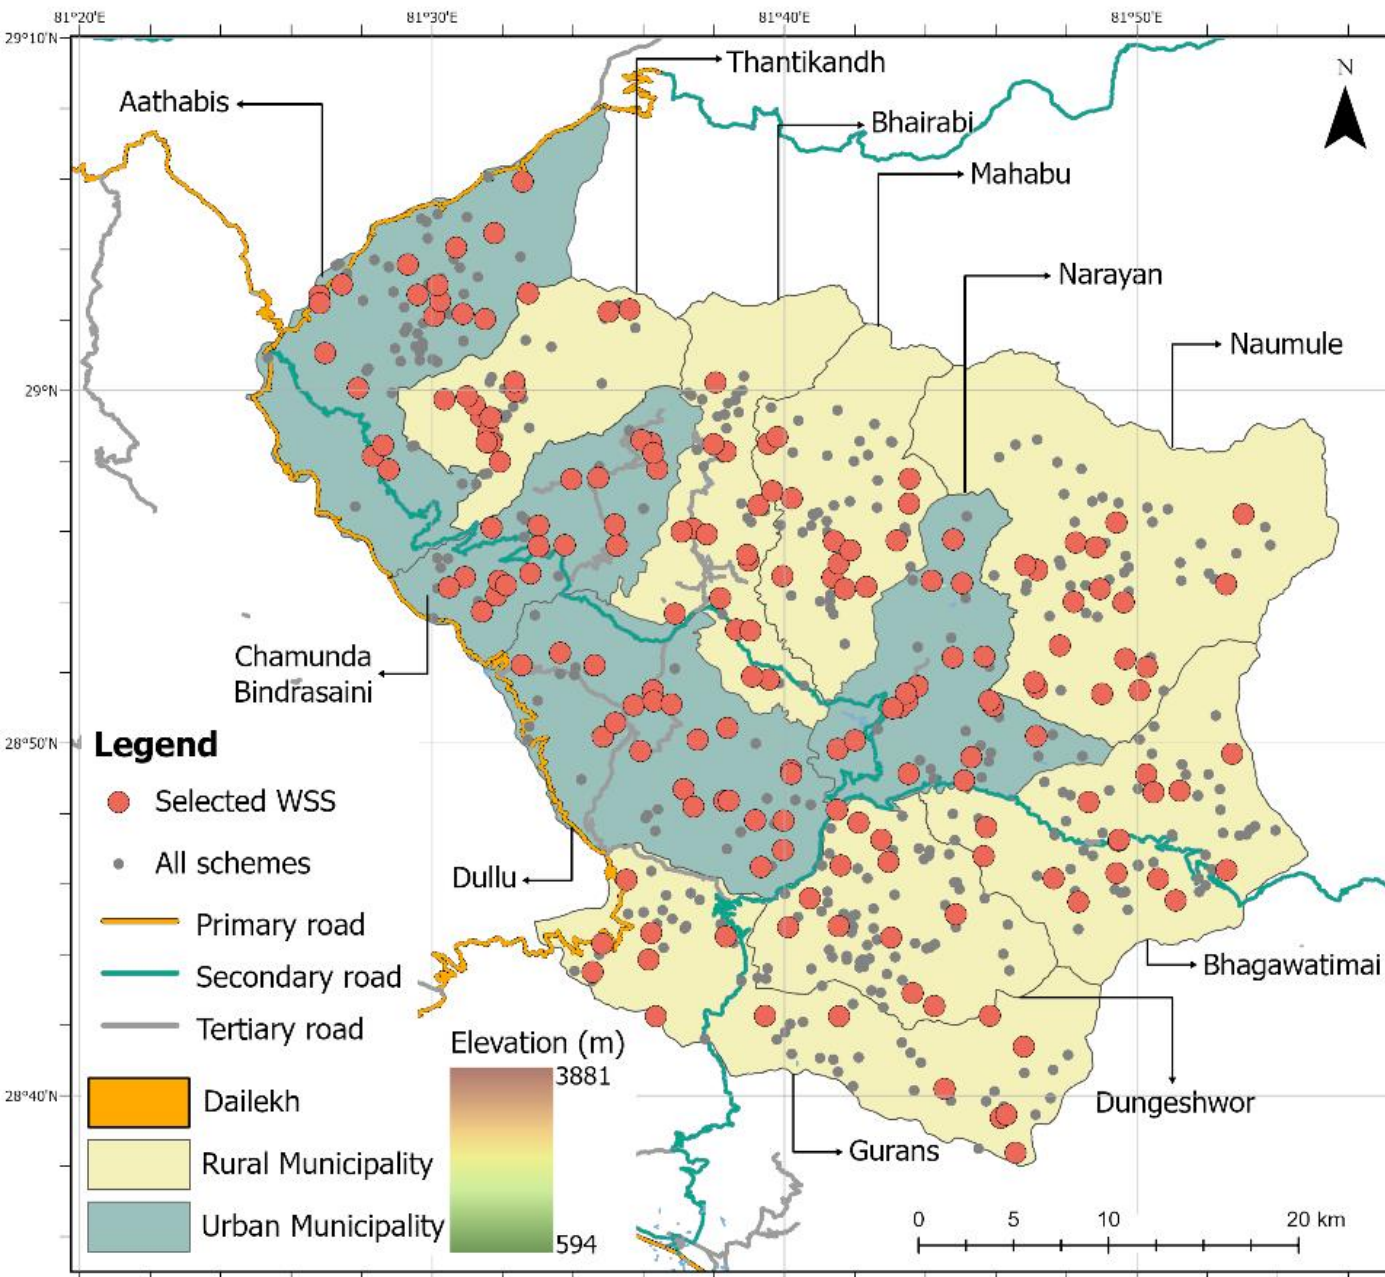 81°20'E
81°30'E
81°40'E
81°50'E
29°10'N
29°N
28°50'N
28°40'N
N
Thantikandh
Aathabis
Bhairabi
Mahabu
Narayan
Naumule
Chamunda
Bindrasaini
Dullu
Bhagawatimai
Dungeshwor
Gurans
Legend
Selected WSS
All schemes
Primary road
Secondary road
Tertiary road
Dailekh
Rural Municipality
Urban Municipality
Elevation (m)
3881
594
0 5 10 20 km